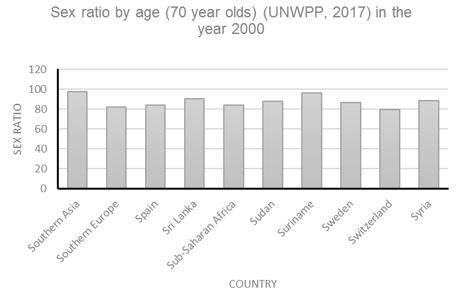 Sex ratio by age (70 year olds) (UNWPP, 2017) in the
year 2000
120
100
80
60
40
20
0
SEX RATIO
Southern Asia
Southern Europe
Spain
Sri Lanka
Sub-Saharan Africa
Sudan
Suriname
Sweden
Switzerland
Syria
COUNTRY